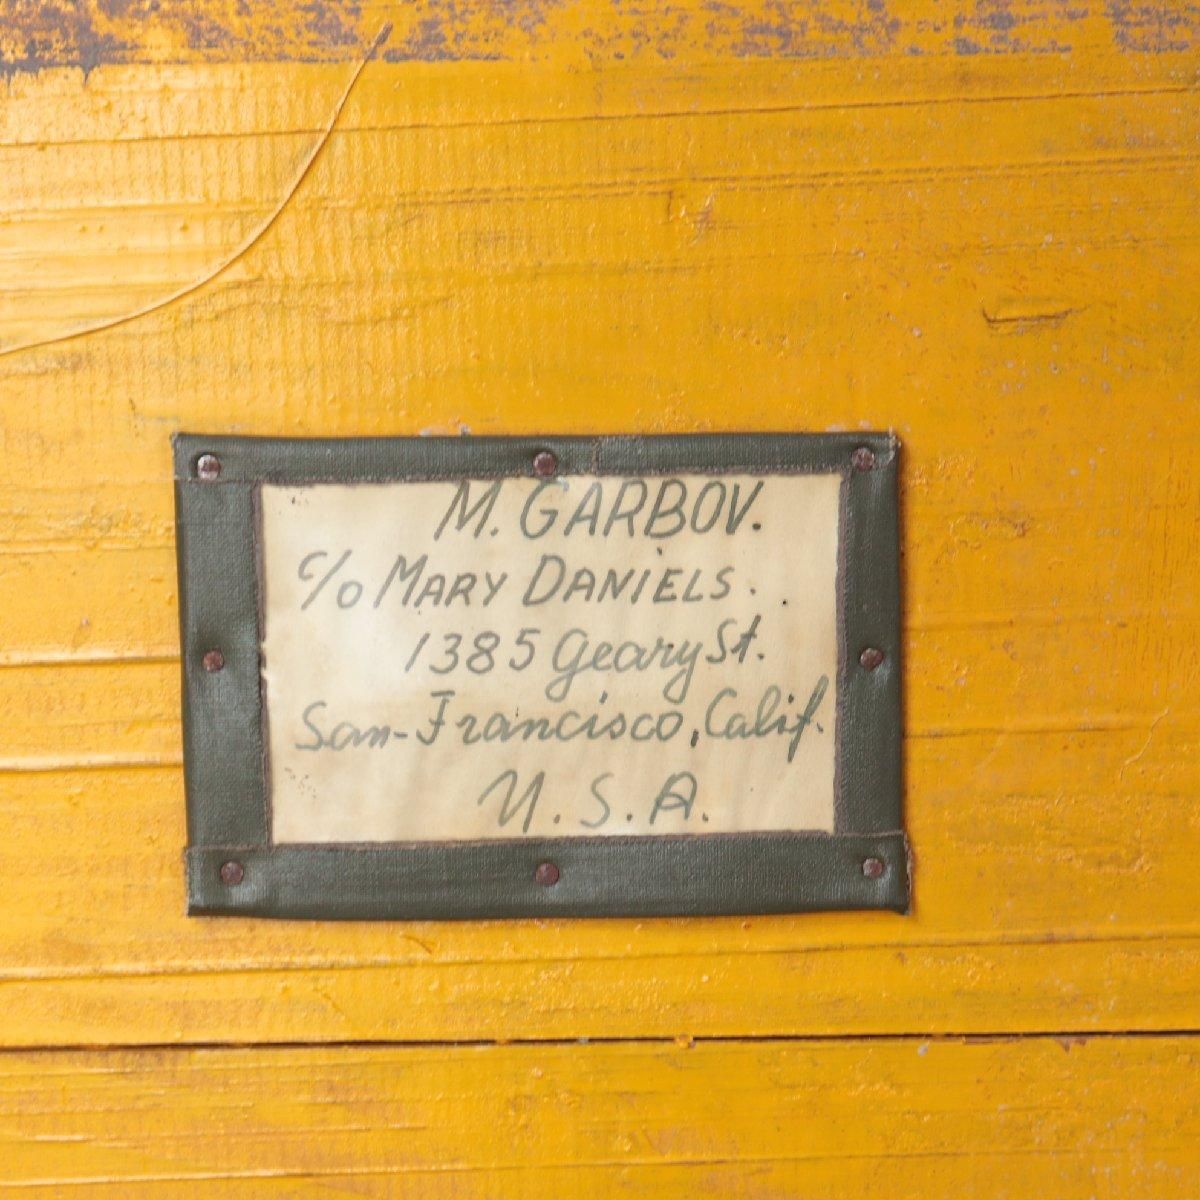 M. GARBOV.
c/o MARY DANIELS.
1385 Geary St.
San-Francisco, Calif.
U.S.A.